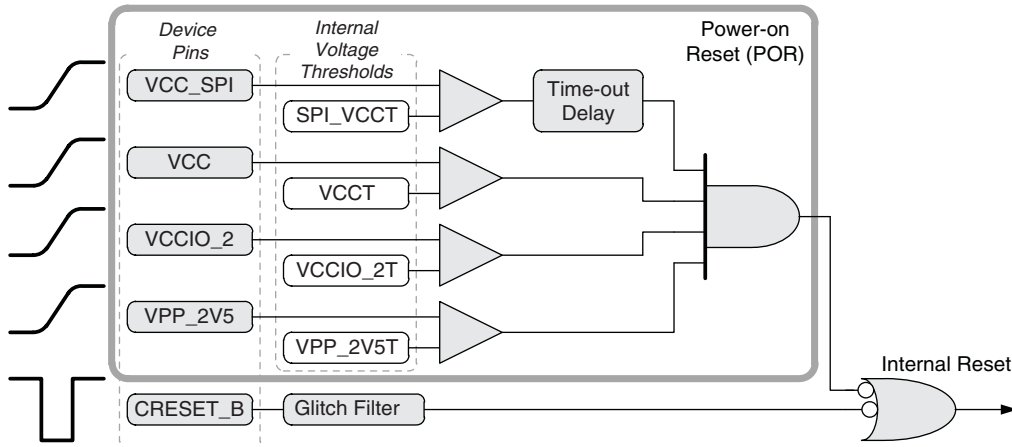 Device
Pins
Internal
Voltage
Thresholds
Power-on
Reset (POR)
VCC_SPI
SPI_VCCT
Time-out
Delay
VCC
VCCT
VCCIO_2
VCCIO_2T
VPP_2V5
VPP_2V5T
Internal Reset
CRESET_B
Glitch Filter